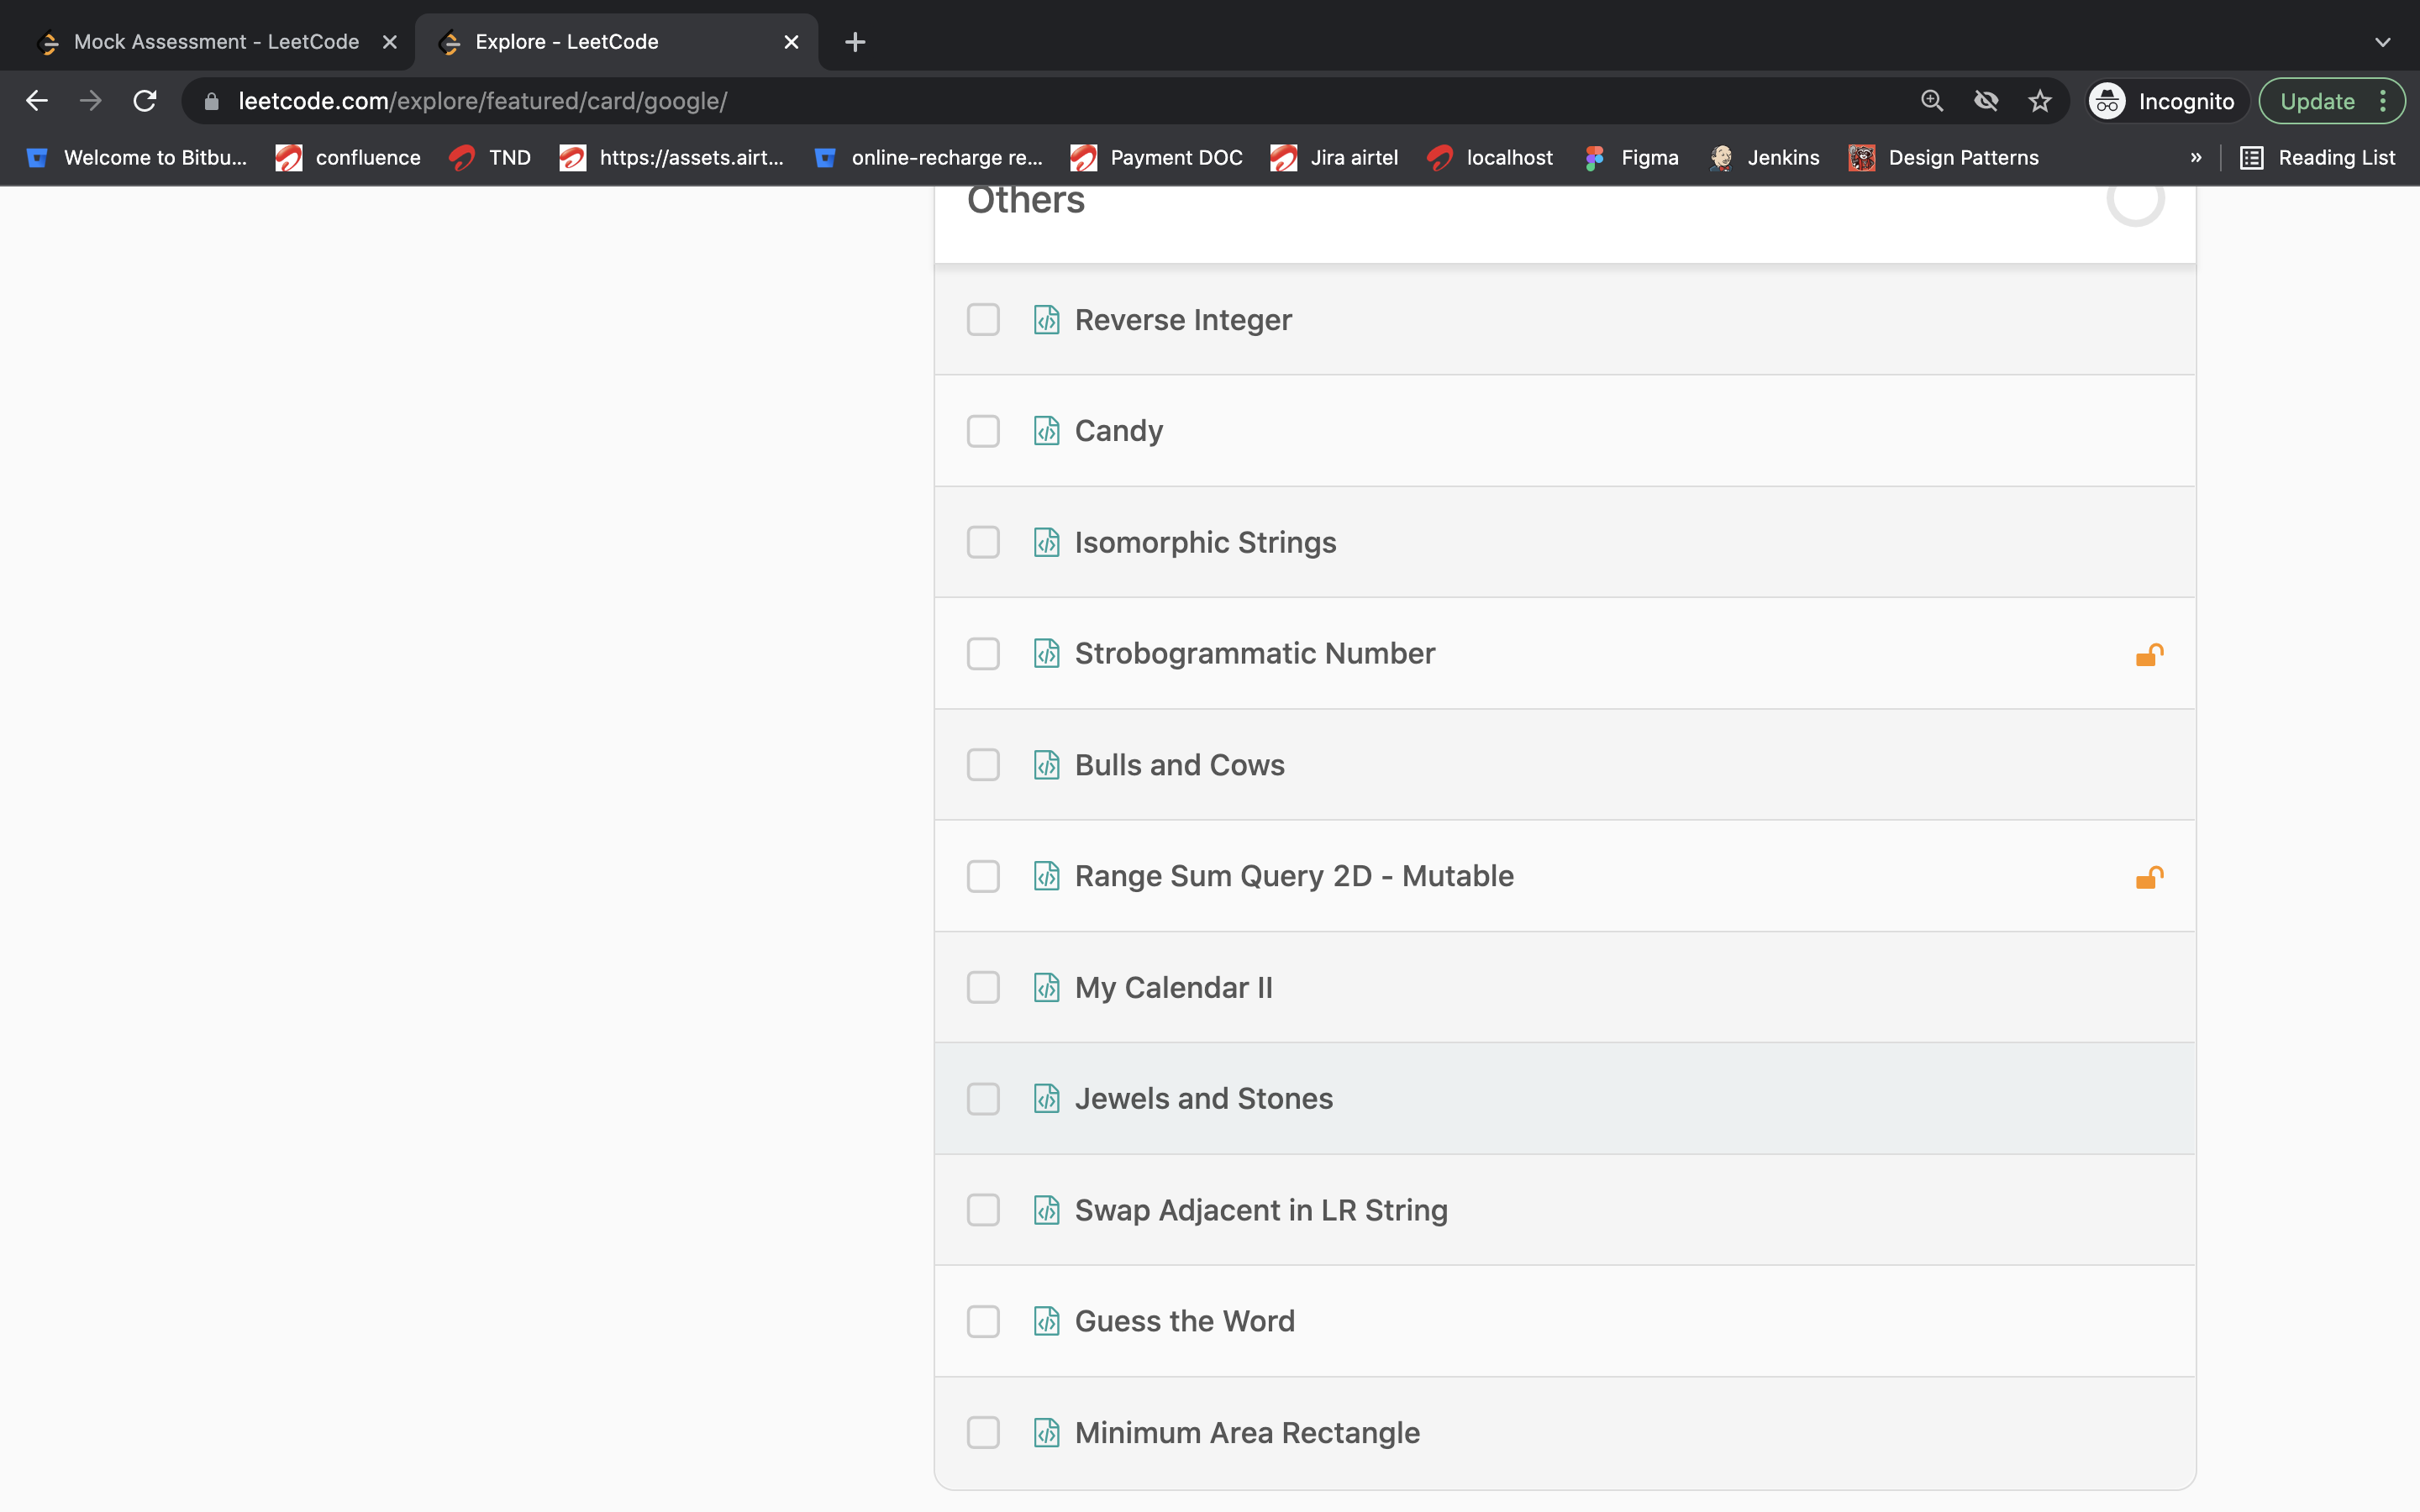 Mock Assessment - LeetCode
Explore - LeetCode
leetcode.com/explore/featured/card/google/
Incognito
Update
Welcome to Bitbu...
confluence
TND
https://assets.airt...
online-recharge re...
Payment DOC
Jira airtel
localhost
Figma
Jenkins
Design Patterns
»
Reading List
Others
Reverse Integer
Candy
Isomorphic Strings
Strobogrammatic Number
Bulls and Cows
Range Sum Query 2D - Mutable
My Calendar II
Jewels and Stones
Swap Adjacent in LR String
Guess the Word
Minimum Area Rectangle